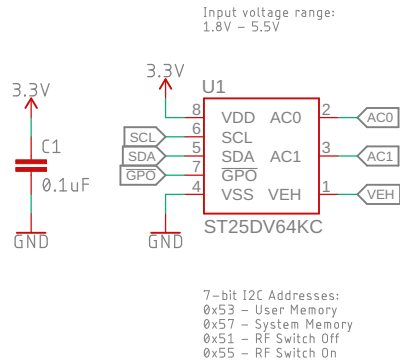 Input voltage range:
1.8V - 5.5V
3.3V
U1
3.3V
8 VDD AC0 2 AC0
SCL 6 SCL
C1
SDA 5 SDA AC1 3 AC1
GPO 7 GPO
0.1uF
4 VSS VEH 1 VEH
ST25DV64KC
GND
GND
7-bit I2C Addresses:
0x53 - User Memory
0x57 - System Memory
0x51 - RF Switch Off
0x55 - RF Switch On